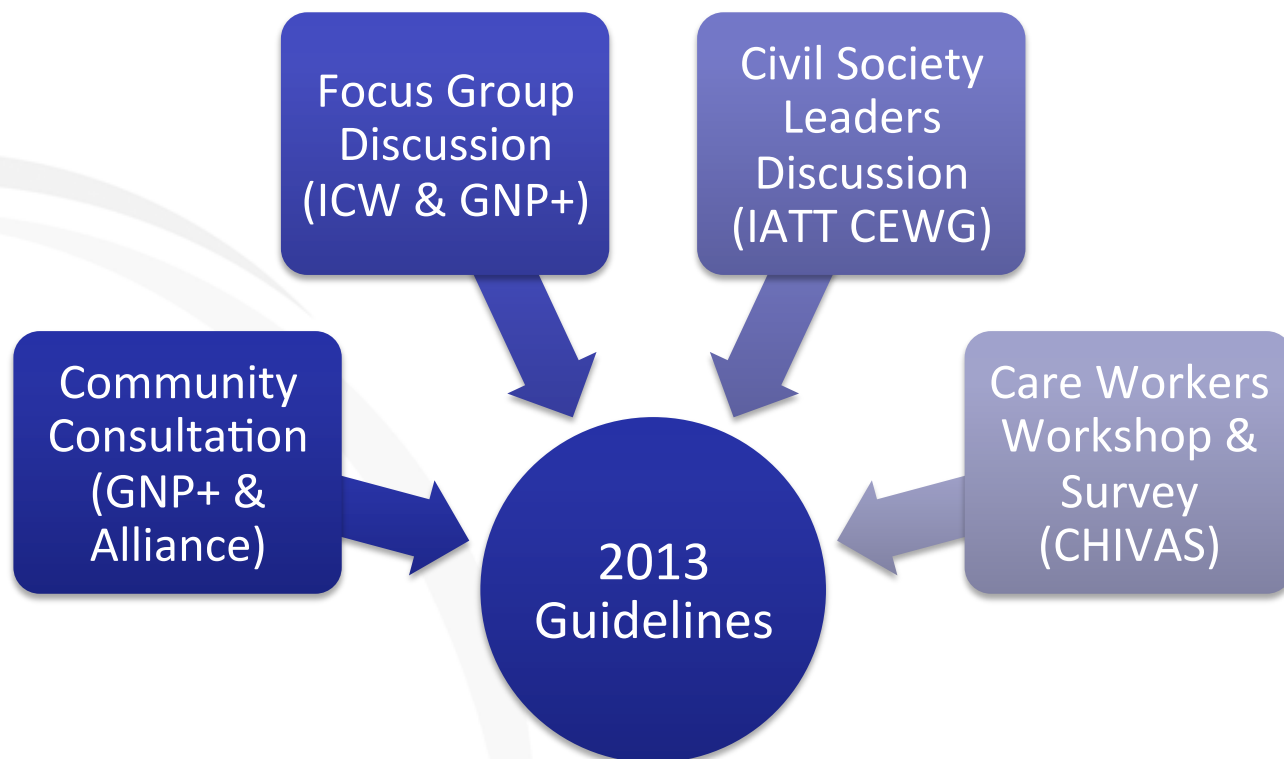 Focus Group
Discussion
(ICW & GNP+)
Civil Society
Leaders
Discussion
(IATT CEWG)
Community
Consultation
(GNP+ &
Alliance)
Care Workers
Workshop &
Survey
(CHIVAS)
2013
Guidelines